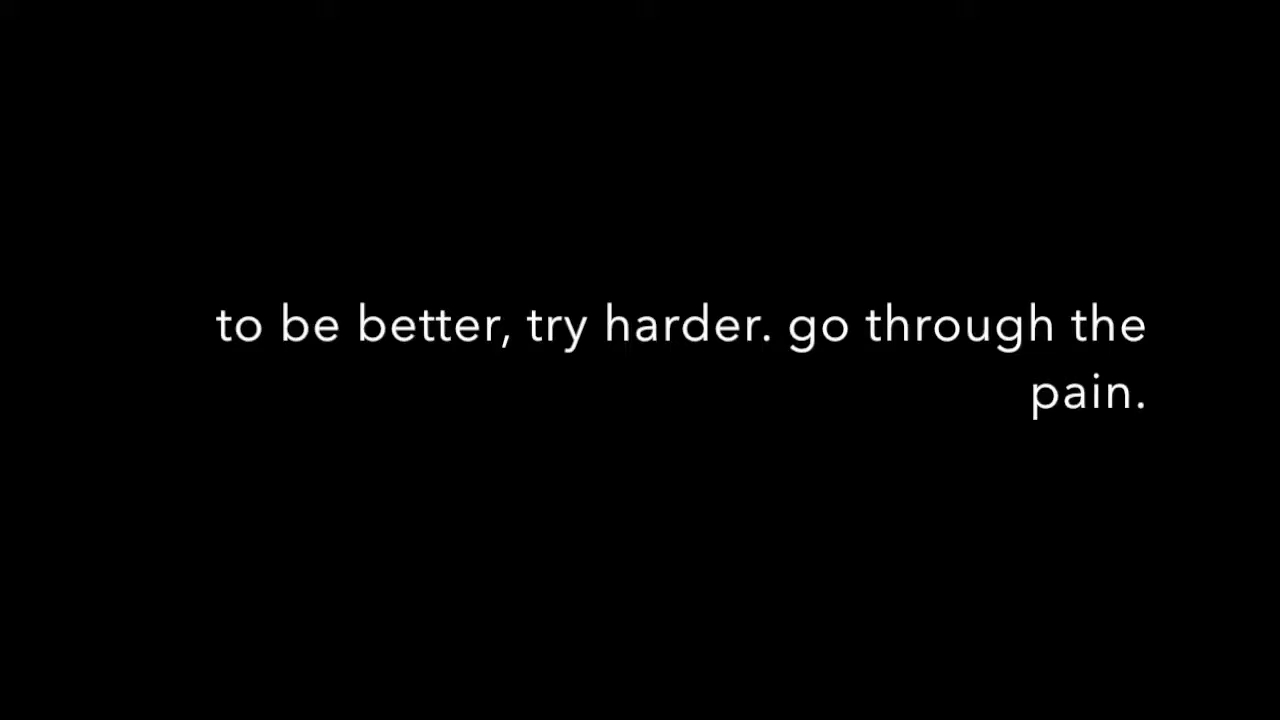 to be better, try harder. go through the
pain.